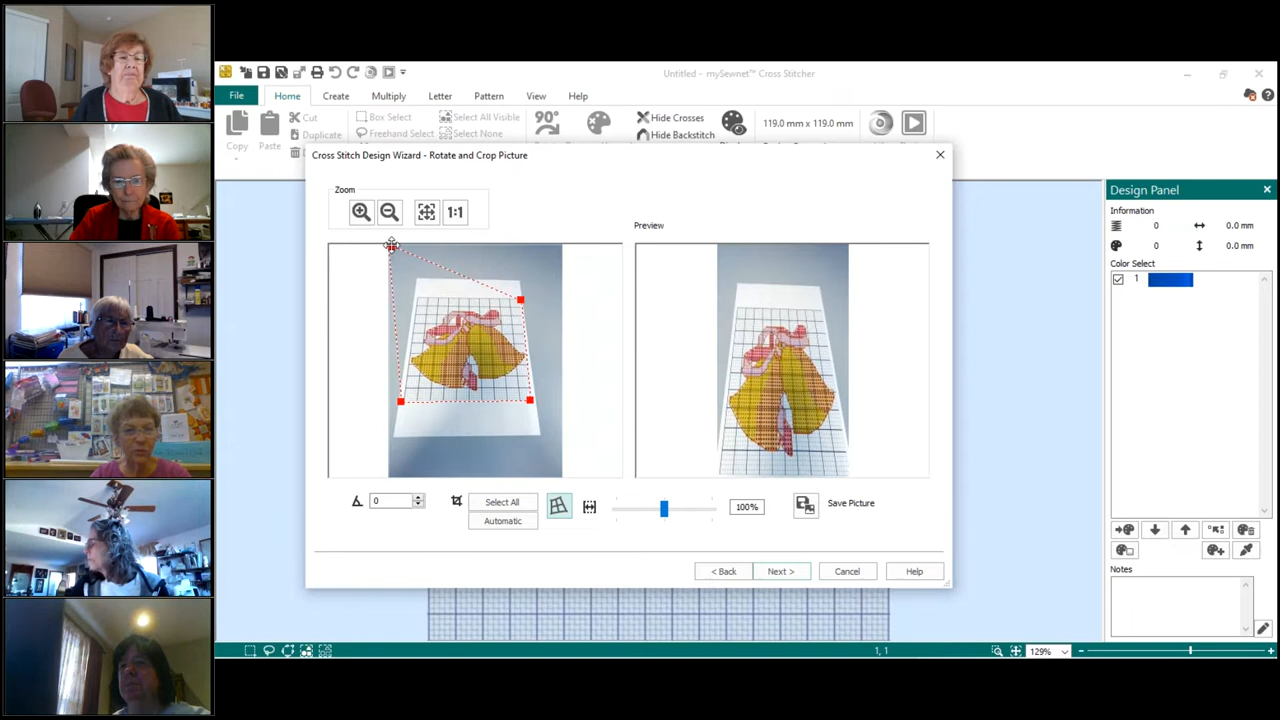 Untitled - mySewnet™ Cross Stitcher
File Home Create Multiply Letter Pattern View Help
Copy
Paste
Cut
Duplicate
Box Select
Freehand Select
Select All Visible
Select None
90°
Hide Crosses
Hide Backstitch
119.0 mm x 119.0 mm
Cross Stitch Design Wizard - Rotate and Crop Picture
Zoom
1:1
Preview
0
Select All
Automatic
100%
Save Picture
< Back
Next >
Cancel
Help
Design Panel
Information
0 0.0 mm
0 0.0 mm
Color Select
1
Notes
1, 1
129%